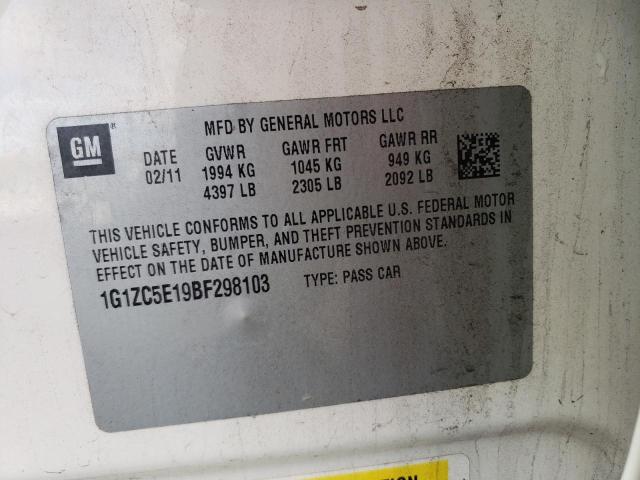 GM®
MFD BY GENERAL MOTORS LLC
DATE GVWR GAWR FRT GAWR RR
02/11 1994 KG 1045 KG 949 KG
4397 LB 2305 LB 2092 LB
THIS VEHICLE CONFORMS TO ALL APPLICABLE U.S. FEDERAL MOTOR
VEHICLE SAFETY, BUMPER, AND THEFT PREVENTION STANDARDS IN
EFFECT ON THE DATE OF MANUFACTURE SHOWN ABOVE.
1G1ZC5E19BF298103 TYPE: PASS CAR